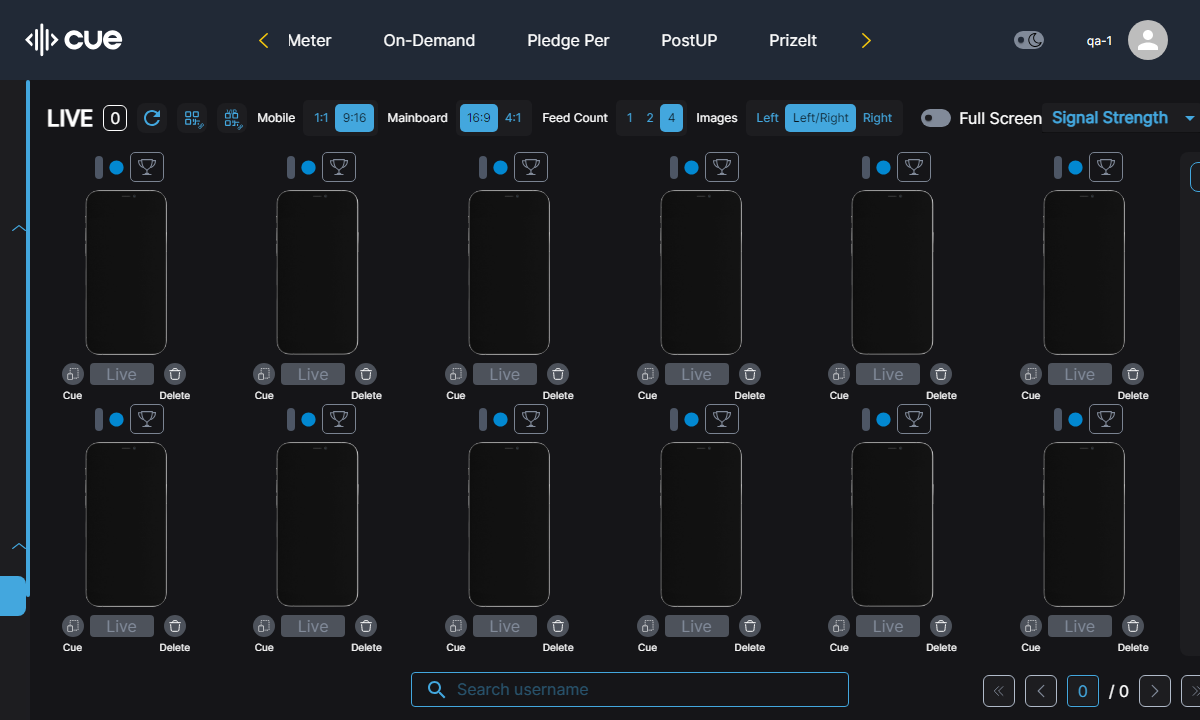 cue
Meter On-Demand Pledge Per PostUP PrizeIt
qa-1
LIVE 0 Mobile 1:1 9:16 Mainboard 16:9 4:1 Feed Count 1 2 4 Images Left Left/Right Right Full Screen Signal Strength
Live Live Live Live Live Live
Cue Delete Cue Delete Cue Delete Cue Delete Cue Delete Cue Delete
Live Live Live Live Live Live
Cue Delete Cue Delete Cue Delete Cue Delete Cue Delete Cue Delete
Search username
0 / 0